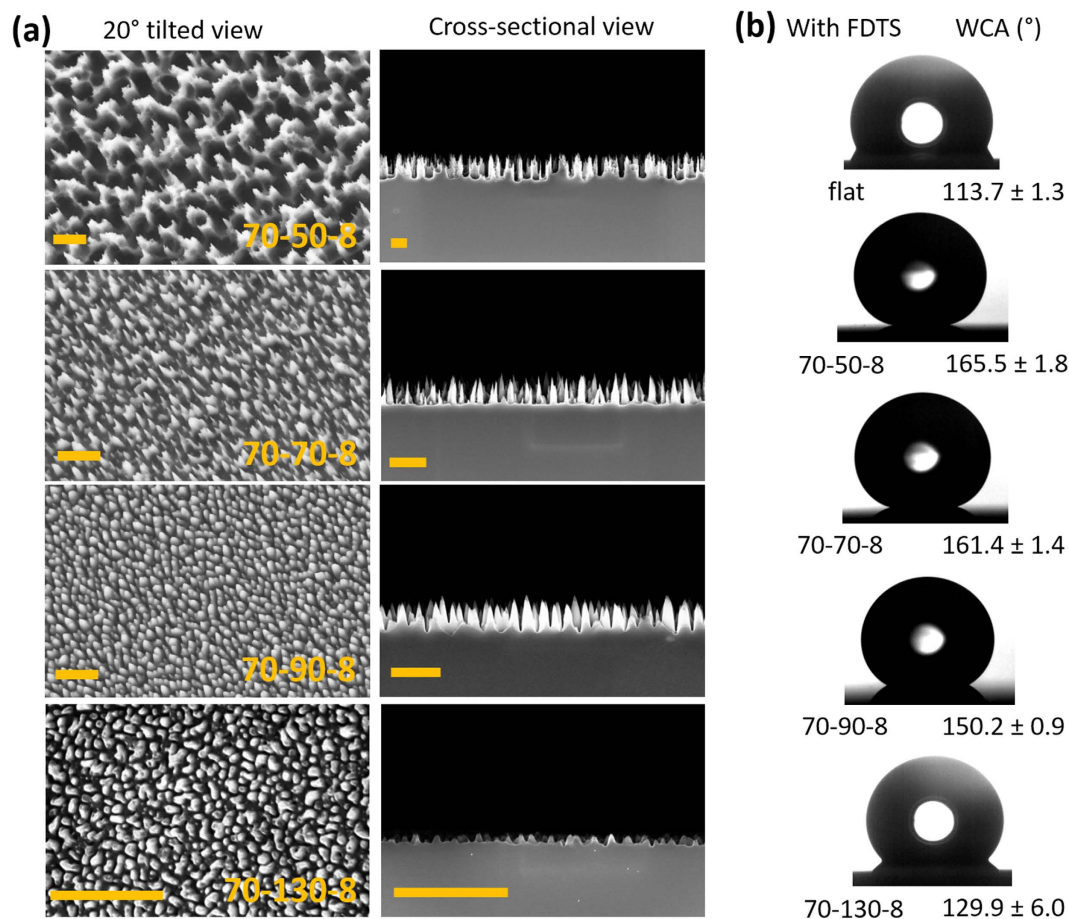 (a) 20° tilted view Cross-sectional view
70-50-8
70-70-8
70-90-8
70-130-8
(b) With FDTS WCA (°)
flat 113.7 ± 1.3
70-50-8 165.5 ± 1.8
70-70-8 161.4 ± 1.4
70-90-8 150.2 ± 0.9
70-130-8 129.9 ± 6.0